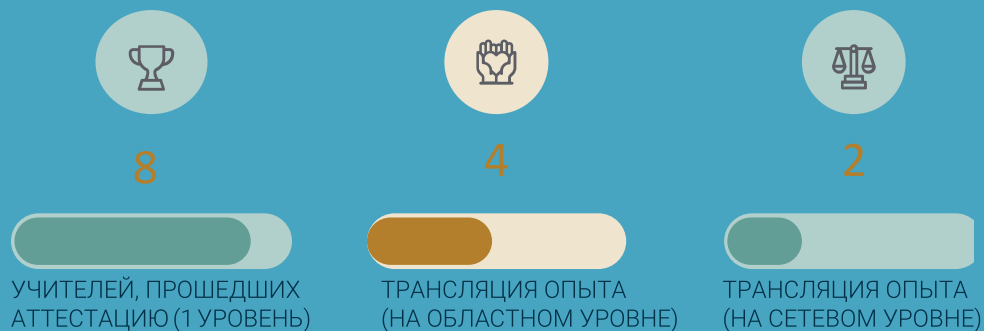 8
УЧИТЕЛЕЙ, ПРОШЕДШИХ
АТТЕСТАЦИЮ (1 УРОВЕНЬ)
4
ТРАНСЛЯЦИЯ ОПЫТА
(НА ОБЛАСТНОМ УРОВНЕ)
2
ТРАНСЛЯЦИЯ ОПЫТА
(НА СЕТЕВОМ УРОВНЕ)